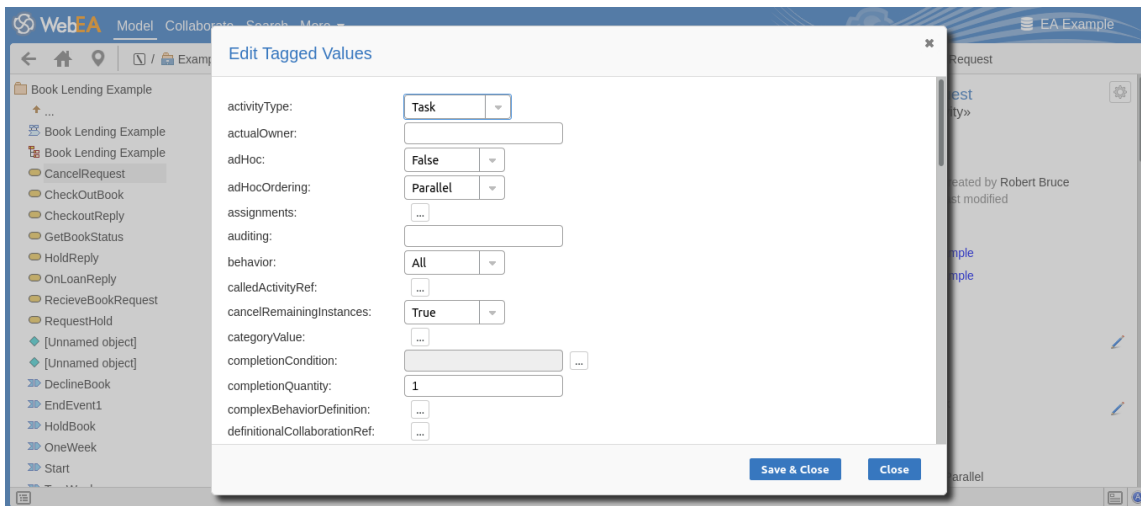 WebEA Model Collaborate Search More EA Example
/ Examp Request
Edit Tagged Values
Book Lending Example
...
Book Lending Example
Book Lending Example
CancelRequest
CheckOutBook
CheckoutReply
GetBookStatus
HoldReply
OnLoanReply
RecieveBookRequest
RequestHold
[Unnamed object]
[Unnamed object]
DeclineBook
EndEvent1
HoldBook
OneWeek
Start
activityType: Task
actualOwner:
adHoc: False
adHocOrdering: Parallel
assignments: ...
auditing:
behavior: All
calledActivityRef: ...
cancelRemainingInstances: True
categoryValue: ...
completionCondition: ...
completionQuantity: 1
complexBehaviorDefinition: ...
definitionalCollaborationRef: ...
Save & Close Close
est
ity»
eated by Robert Bruce
st modified
mple
mple
arallel